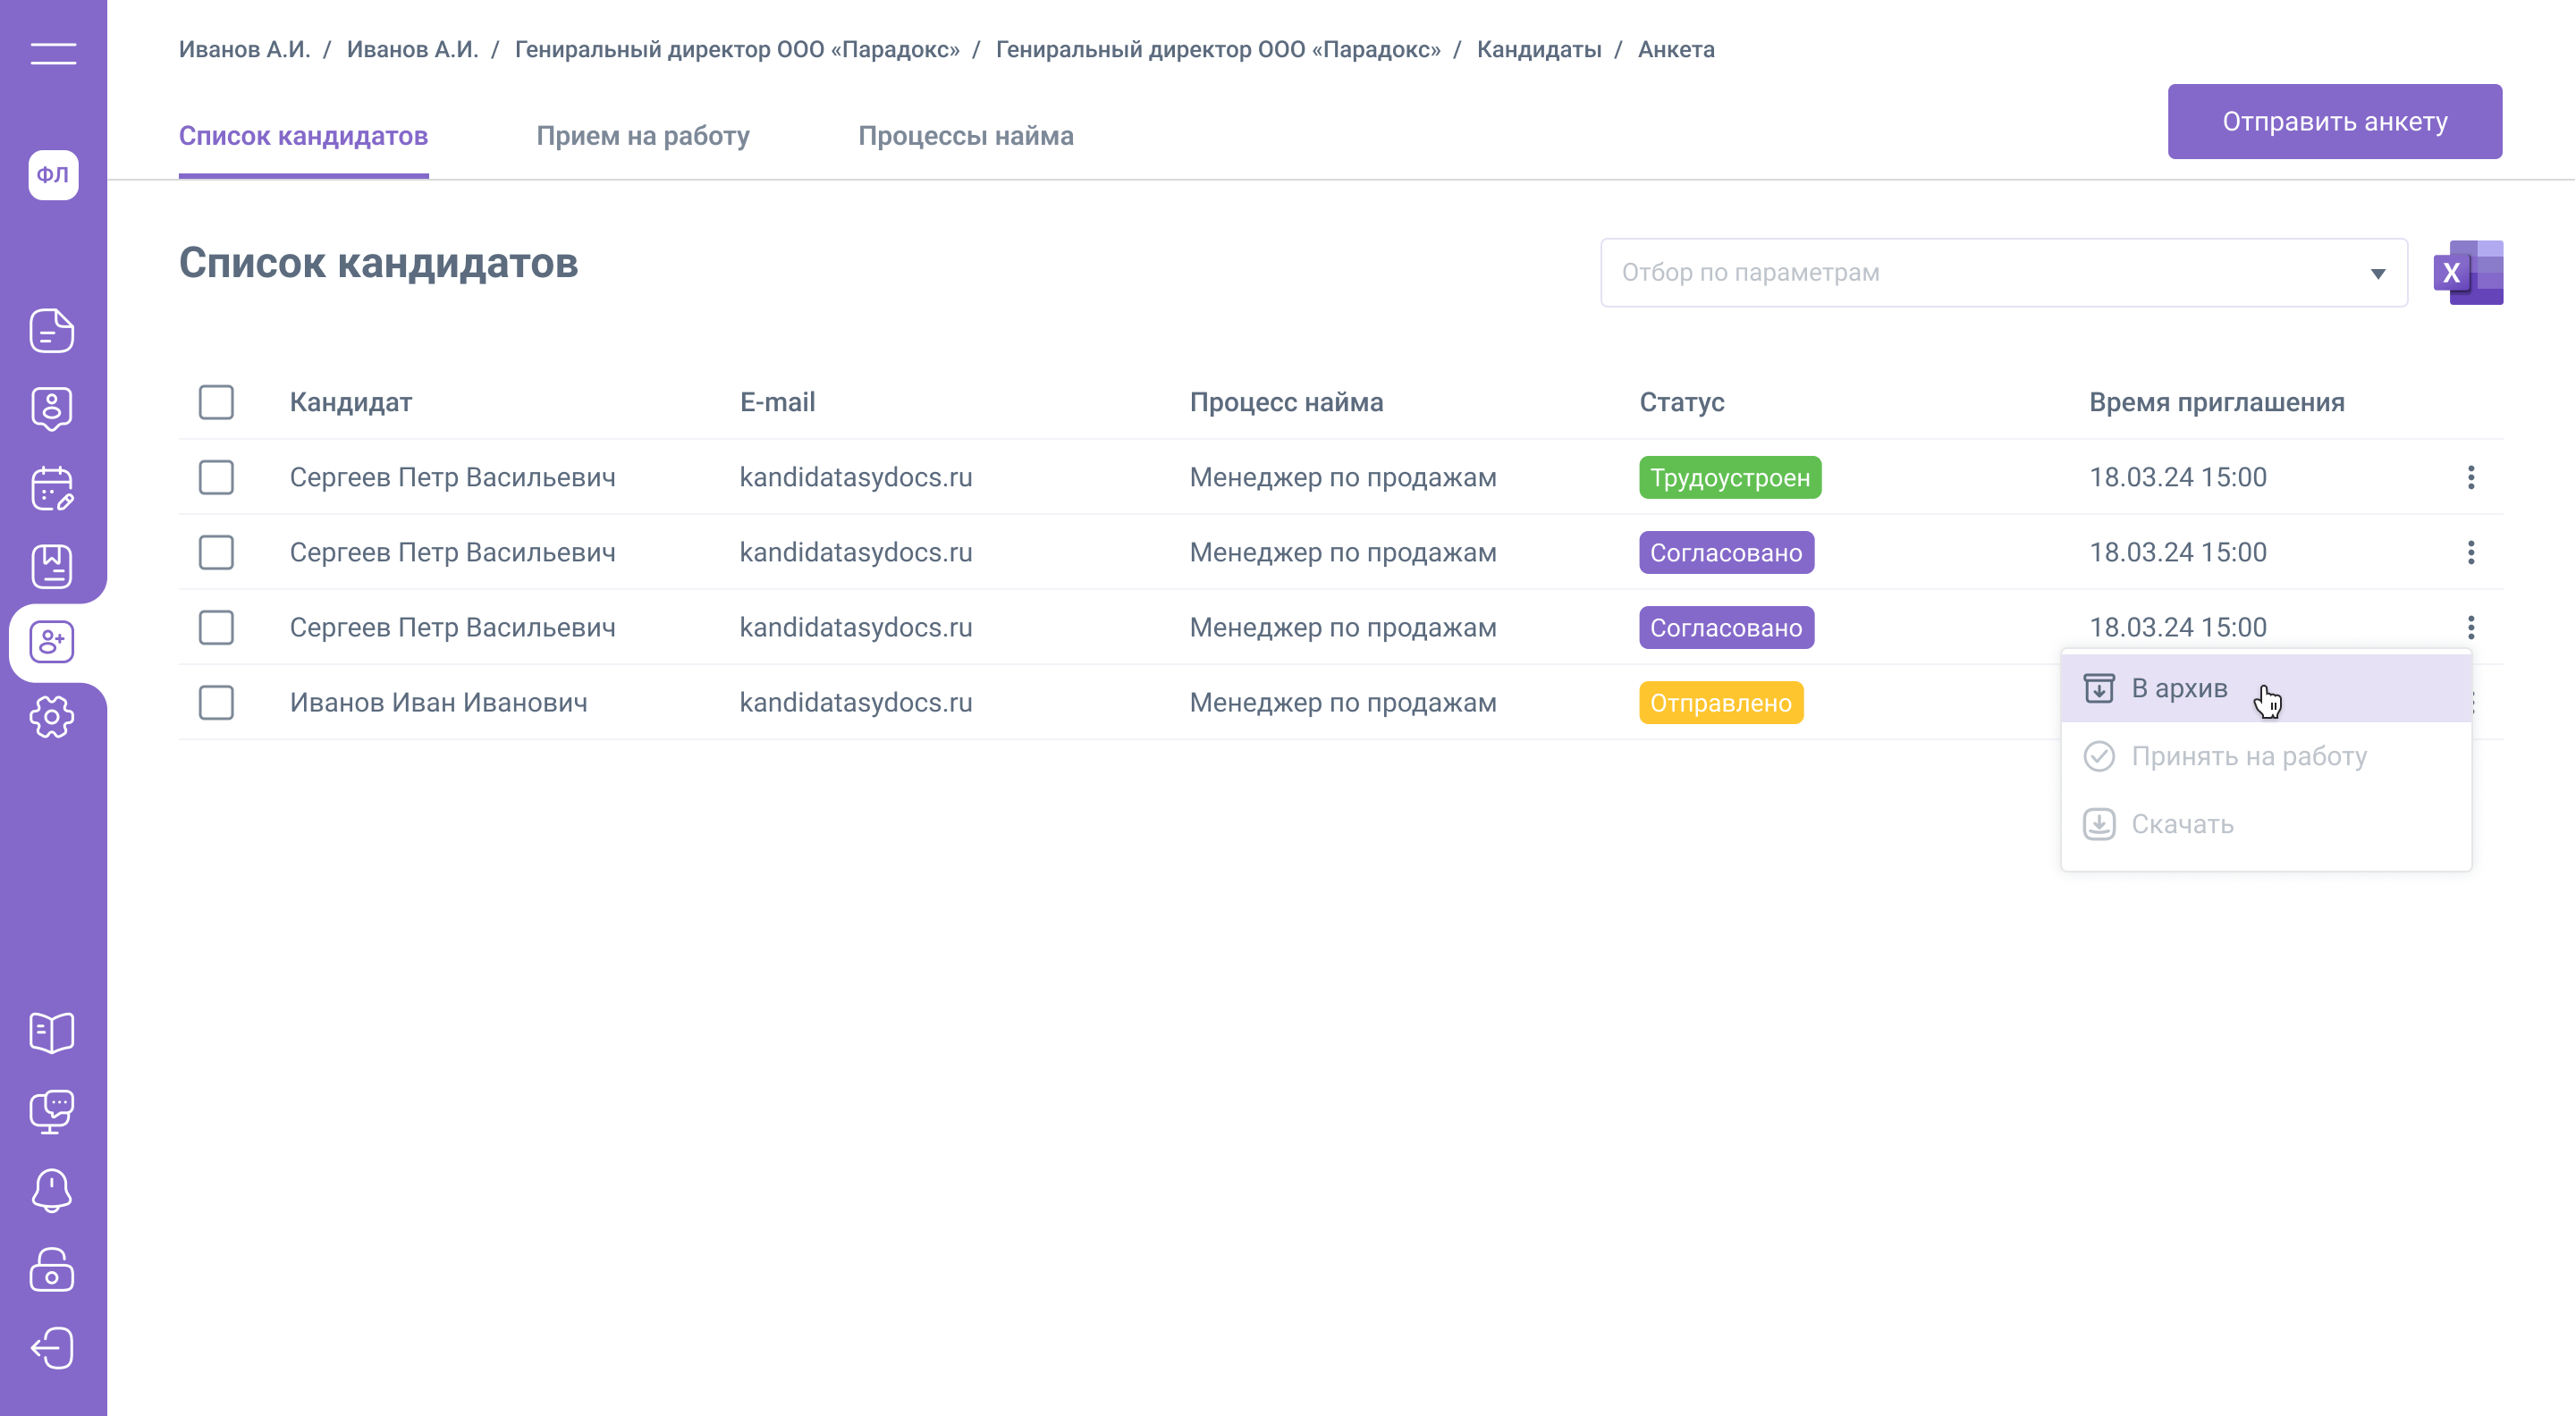 Иванов А.И. / Иванов А.И. / Гениральный директор ООО «Парадокс» / Гениральный директор ООО «Парадокс» / Кандидаты / Анкета
Список кандидатов Прием на работу Процессы найма Отправить анкету
ФЛ
Список кандидатов Отбор по параметрам X
Кандидат E-mail Процесс найма Статус Время приглашения
Сергеев Петр Васильевич kandidatasydocs.ru Менеджер по продажам Трудоустроен 18.03.24 15:00
Сергеев Петр Васильевич kandidatasydocs.ru Менеджер по продажам Согласовано 18.03.24 15:00
Сергеев Петр Васильевич kandidatasydocs.ru Менеджер по продажам Согласовано 18.03.24 15:00
Иванов Иван Иванович kandidatasydocs.ru Менеджер по продажам Отправлено
В архив
Принять на работу
Скачать